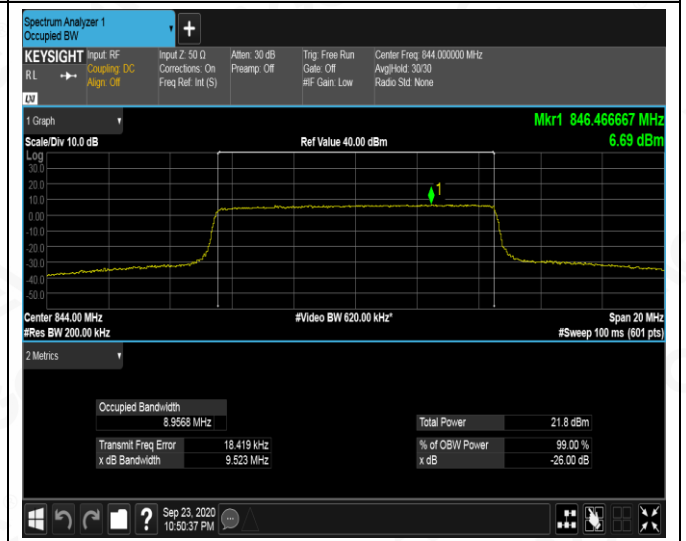 Spectrum Analyzer 1
Occupied BW
+
KEYSIGHT
RL
LXI
Input: RF
Coupling: DC
Align: Off
Input Z: 50 Ω
Corrections: On
Freq Ref: Int (S)
Atten: 30 dB
Preamp: Off
Trig: Free Run
Gate: Off
#IF Gain: Low
Center Freq: 844.000000 MHz
Avg|Hold: 30/30
Radio Std: None
1 Graph
Mkr1 846.466667 MHz
Scale/Div 10.0 dB
Ref Value 40.00 dBm
6.69 dBm
Log
30.0
20.0
10.0
0.00
-10.0
-20.0
-30.0
-40.0
-50.0
1
Center 844.00 MHz
#Video BW 620.00 kHz*
Span 20 MHz
#Res BW 200.00 kHz
#Sweep 100 ms (601 pts)
2 Metrics
Occupied Bandwidth
8.9568 MHz
Total Power 21.8 dBm
Transmit Freq Error 18.419 kHz
% of OBW Power 99.00 %
x dB Bandwidth 9.523 MHz
x dB -26.00 dB
?
Sep 23, 2020
10:50:37 PM